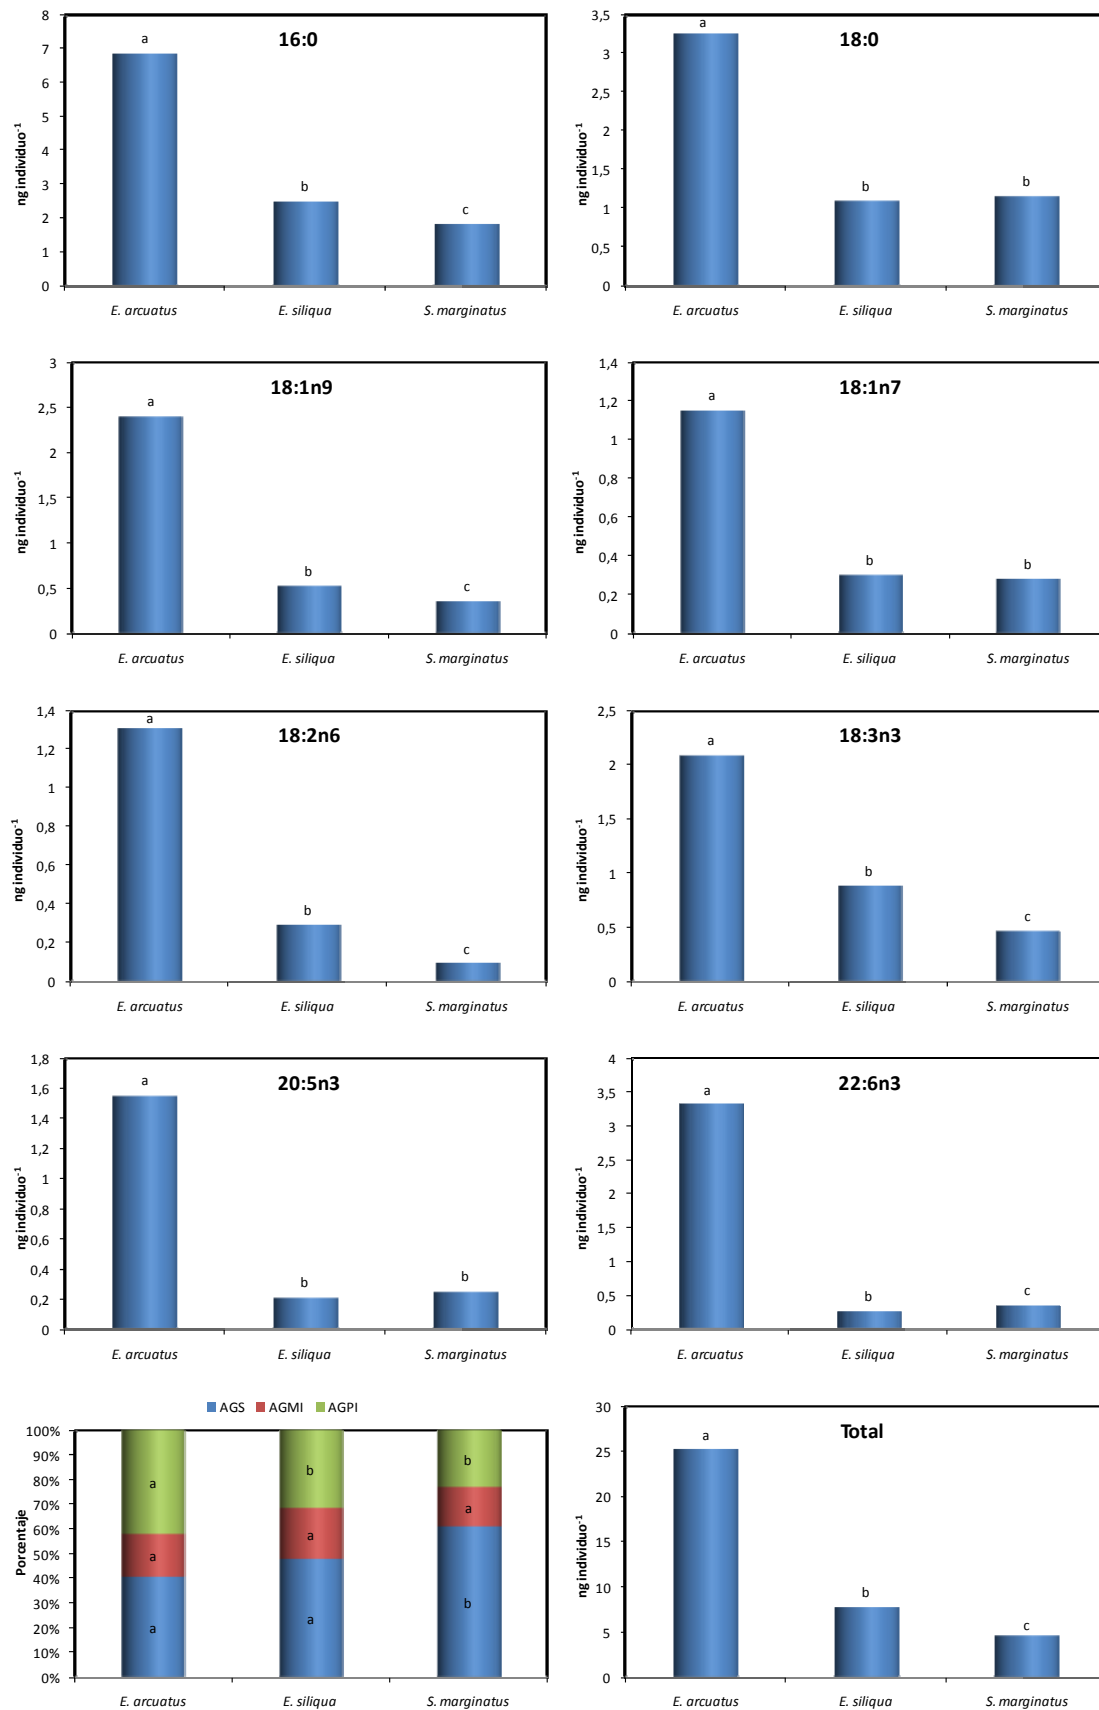 16:0
8
7
6
5
4
3
2
1
0
ng individuo-1
a
b
c
E. arcuatus E. siliqua S. marginatus
18:0
3,5
3
2,5
2
1,5
1
0,5
0
ng individuo-1
a
b
b
E. arcuatus E. siliqua S. marginatus
18:1n9
3
2,5
2
1,5
1
0,5
0
ng individuo-1
a
b
c
E. arcuatus E. siliqua S. marginatus
18:1n7
1,4
1,2
1
0,8
0,6
0,4
0,2
0
ng individuo-1
a
b
b
E. arcuatus E. siliqua S. marginatus
18:2n6
1,4
1,2
1
0,8
0,6
0,4
0,2
0
ng individuo-1
a
b
c
E. arcuatus E. siliqua S. marginatus
18:3n3
2,5
2
1,5
1
0,5
0
ng individuo-1
a
b
c
E. arcuatus E. siliqua S. marginatus
20:5n3
1,8
1,6
1,4
1,2
1
0,8
0,6
0,4
0,2
0
ng individuo-1
a
b
b
E. arcuatus E. siliqua S. marginatus
22:6n3
4
3,5
3
2,5
2
1,5
1
0,5
0
ng individuo-1
a
b
c
E. arcuatus E. siliqua S. marginatus
AGS AGMI AGPI
100%
90%
80%
70%
60%
50%
40%
30%
20%
10%
0%
Porcentaje
a b b
a a a
a a b
E. arcuatus E. siliqua S. marginatus
Total
30
25
20
15
10
5
0
ng individuo-1
a
b
c
E. arcuatus E. siliqua S. marginatus